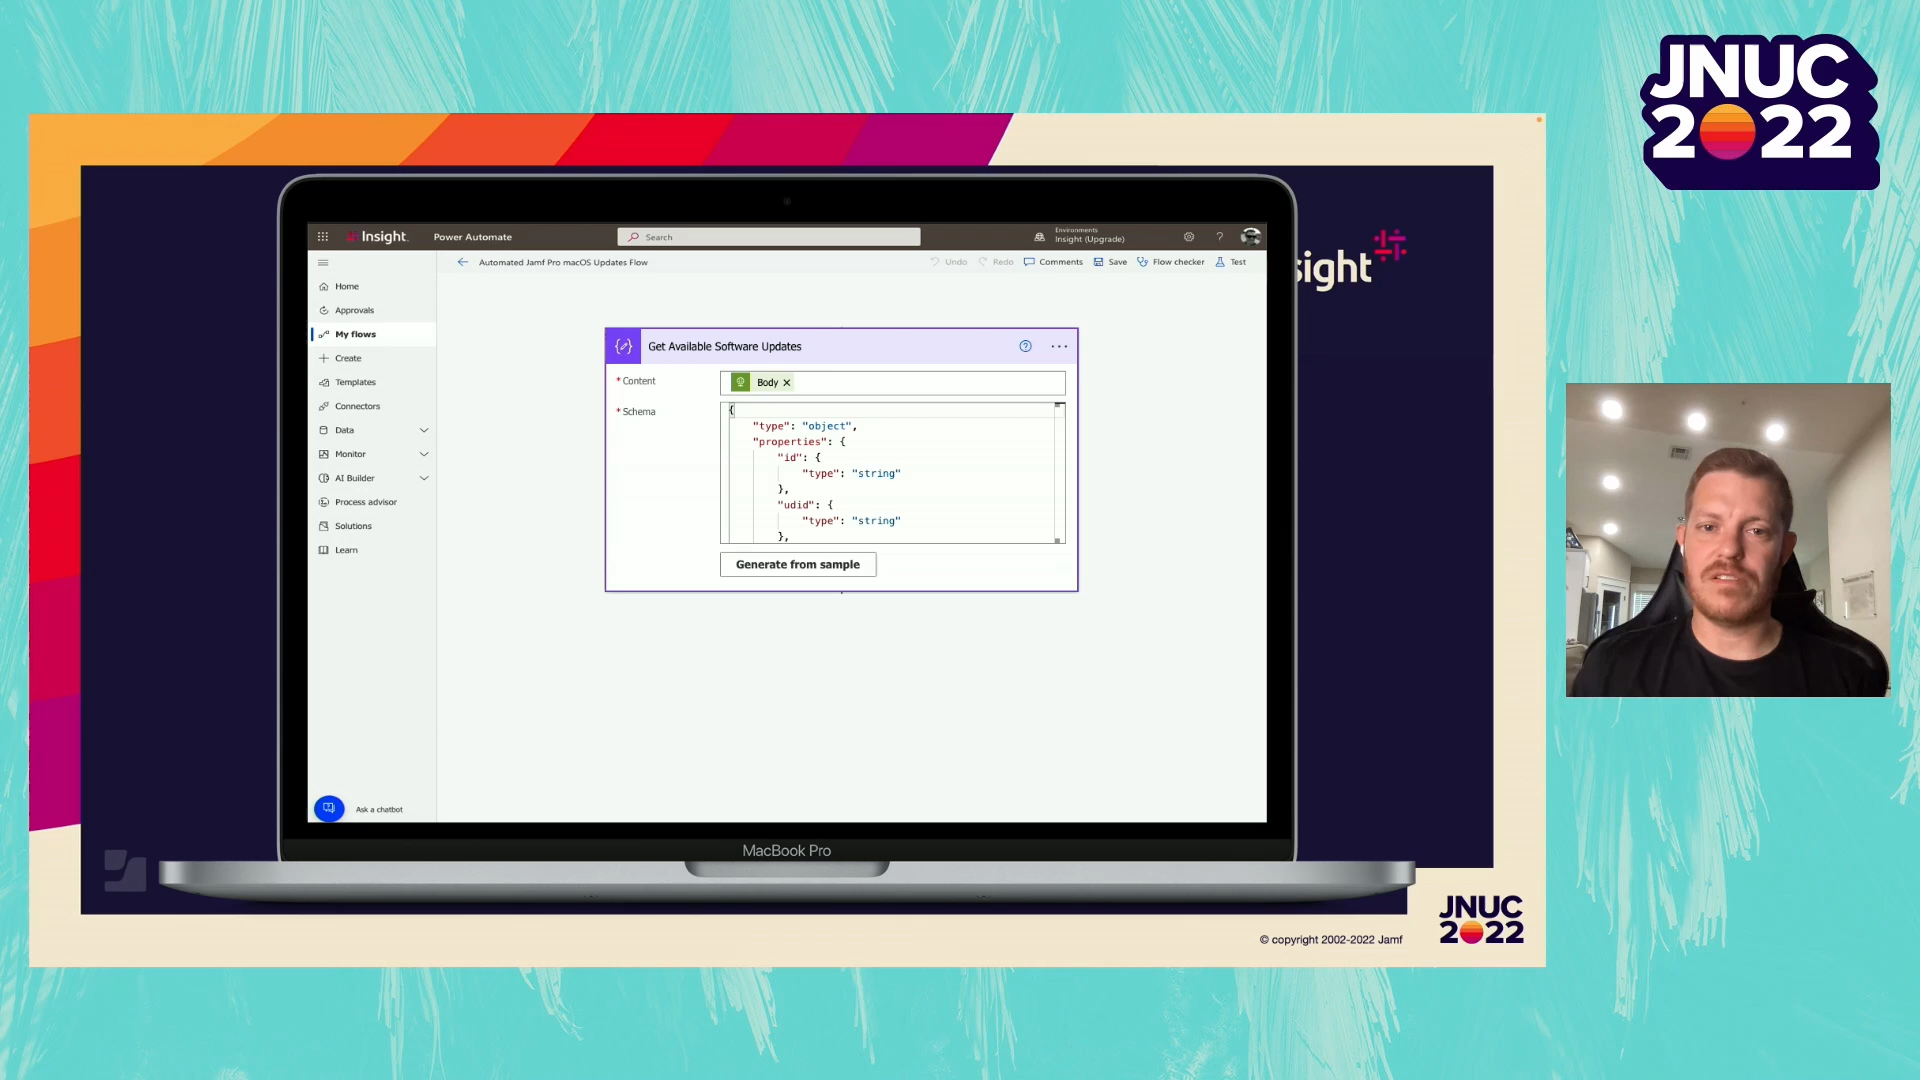 JNUC
2022
Insight
Power Automate
Search
Environments
Insight (Upgrade)
?
Automated Jamf Pro macOS Updates Flow
Undo
Redo
Comments
Save
Flow checker
Test
Home
Approvals
My flows
Create
Templates
Connectors
Data
Monitor
AI Builder
Process advisor
Solutions
Learn
Ask a chatbot
Get Available Software Updates
* Content
Body
* Schema
{
"type": "object",
"properties": {
"id": {
"type": "string"
},
"udid": {
"type": "string"
},
Generate from sample
sight
MacBook Pro
© copyright 2002-2022 Jamf
JNUC
2022